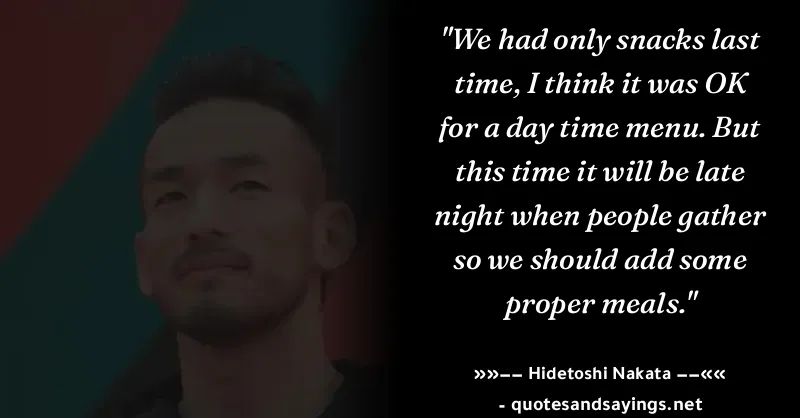 "We had only snacks last
time, I think it was OK
for a day time menu. But
this time it will be late
night when people gather
so we should add some
proper meals."
»»–– Hidetoshi Nakata ––««
- quotesandsayings.net